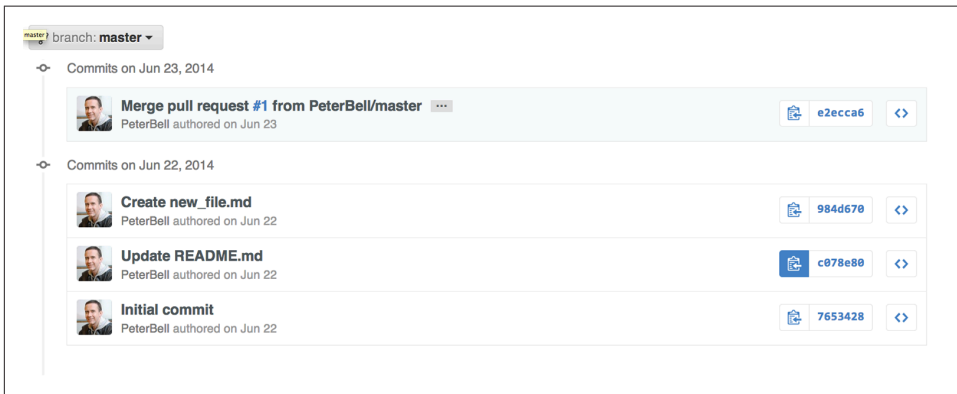 master
branch: master
Commits on Jun 23, 2014
Merge pull request #1 from PeterBell/master ...
PeterBell authored on Jun 23
e2ecca6
Commits on Jun 22, 2014
Create new_file.md
PeterBell authored on Jun 22
984d670
Update README.md
PeterBell authored on Jun 22
c078e80
Initial commit
PeterBell authored on Jun 22
7653428